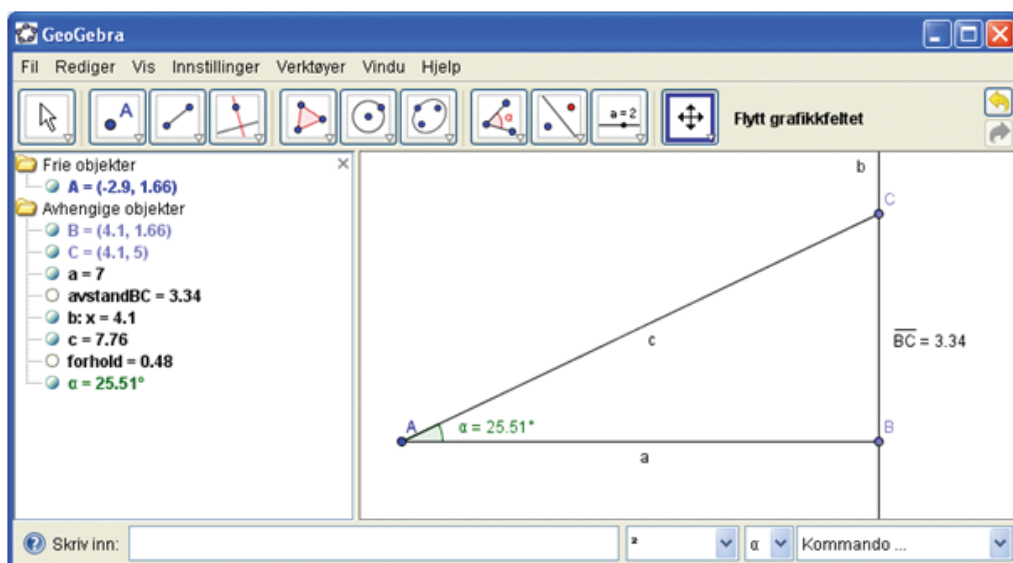 GeoGebra
Fil Rediger Vis Innstillinger Verktøyer Vindu Hjelp
A α a=2 Flytt grafikkfeltet
Frie objekter
A = (-2.9, 1.66)
Avhengige objekter
B = (4.1, 1.66)
C = (4.1, 5)
a = 7
avstandBC = 3.34
b: x = 4.1
c = 7.76
forhold = 0.48
α = 25.51°
b
C
c
BC = 3.34
A
α = 25.51°
B
a
Skriv inn: ² α Kommando ...